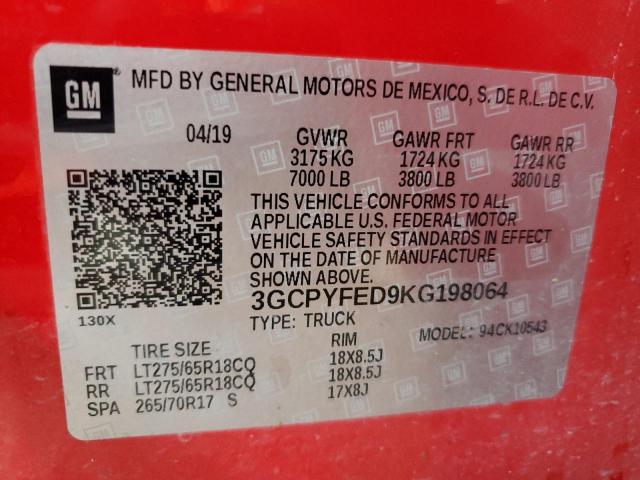 GM
MFD BY GENERAL MOTORS DE MEXICO, S. DE R.L. DE C.V.
04/19 GVWR GAWR FRT GAWR RR
3175 KG 1724 KG 1724 KG
7000 LB 3800 LB 3800 LB
THIS VEHICLE CONFORMS TO ALL
APPLICABLE U.S. FEDERAL MOTOR
VEHICLE SAFETY STANDARDS IN EFFECT
ON THE DATE OF MANUFACTURE
SHOWN ABOVE.
3GCPYFED9KG198064
130X
TYPE: TRUCK MODEL: 94CK10543
TIRE SIZE RIM
FRT LT275/65R18CQ 18X8.5J
RR LT275/65R18CQ 18X8.5J
SPA 265/70R17 S 17X8J